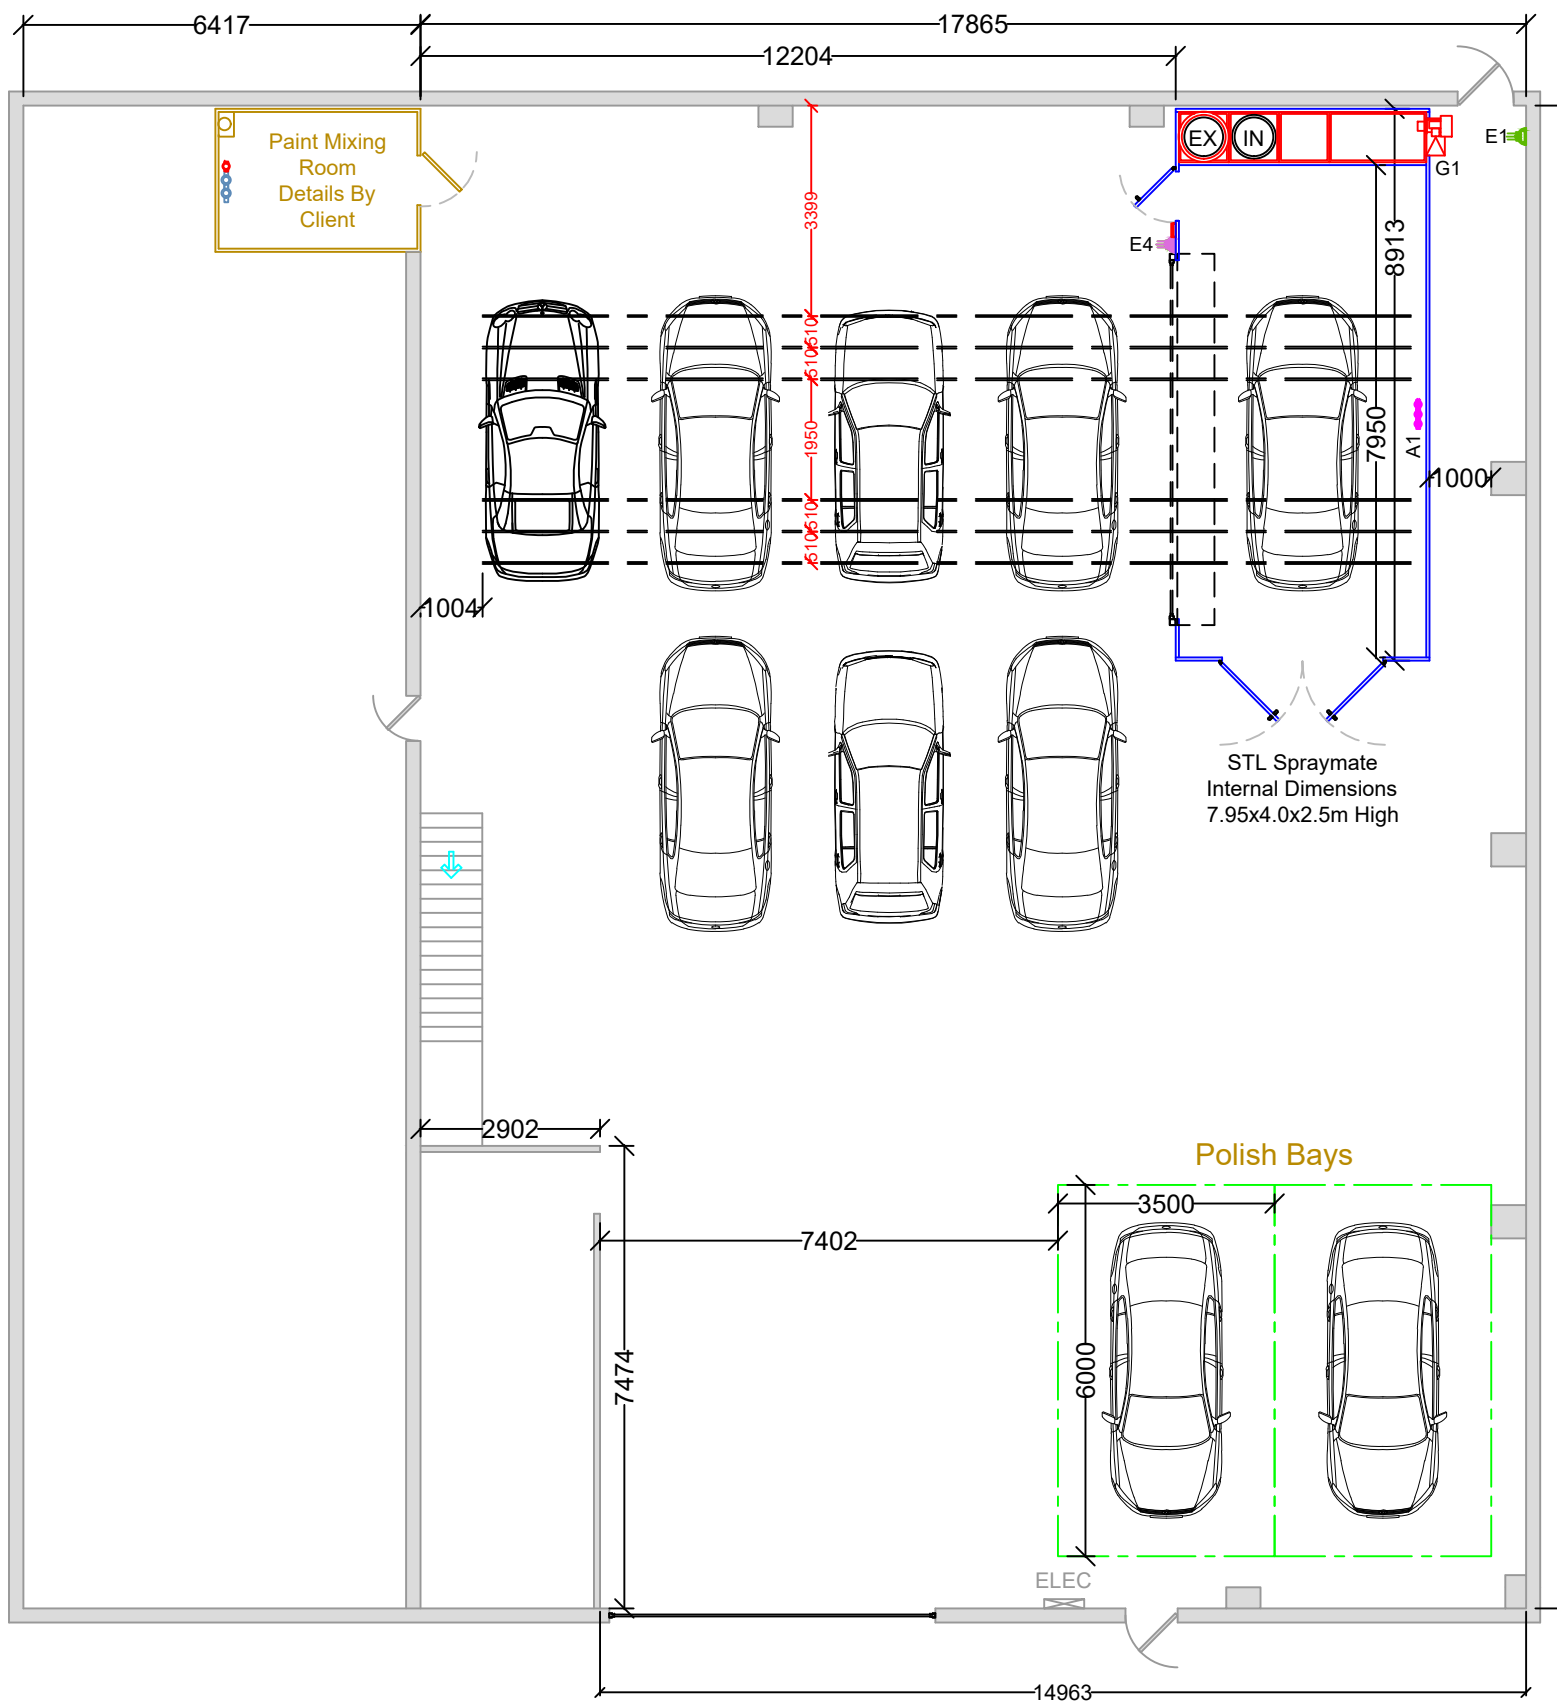 6417
17865
12204
Paint Mixing
Room
Details By
Client
EX
IN
E1
G1
E4
3399
510
510
1950
510
510
8913
7950
A1
1000
1004
STL Spraymate
Internal Dimensions
7.95x4.0x2.5m High
2902
Polish Bays
3500
7402
6000
7474
ELEC
14963